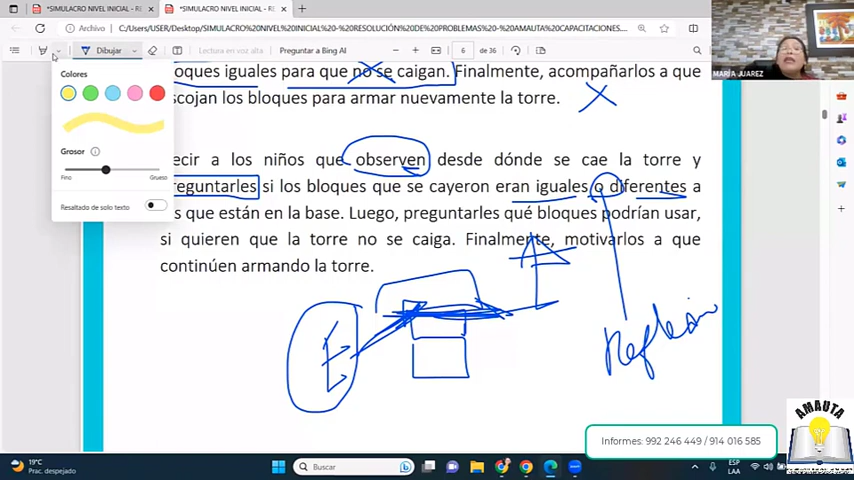 *SIMULACRO NIVEL INICIAL - RE
*SIMULACRO NIVEL INICIAL - RESO
Archivo
C:/Users/USER/Desktop/SIMULACRO%20NIVEL%20INICIAL%20-%20RESOLUCIÓN%20DE%20PROBLEMAS%20-%20AMAUTA%20CAPACITACIONES....
Dibujar
Lectura en voz alta
Preguntar a Bing AI
6
de 36
MARÍA JUAREZ
Colores
Grosor
Fino
Grueso
Resaltado de solo texto
loques iguales para que no se caigan. Finalmente, acompañarlos a que
scojan los bloques para armar nuevamente la torre.
ecir a los niños que observen desde dónde se cae la torre y
reguntarles si los bloques que se cayeron eran iguales o diferentes a
que están en la base. Luego, preguntarles qué bloques podrían usar,
si quieren que la torre no se caiga. Finalmente, motivarlos a que
continúen armando la torre.
E
Informes: 992 246 449 / 914 016 585
AMAUTA
19°C
Prac. despejado
Buscar
ESP
LAA